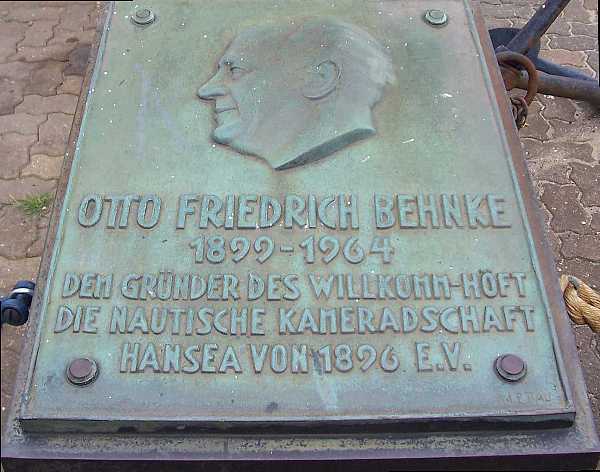 OTTO FRIEDRICH BEHNKE
1899-1964
DEM GRÜNDER DES WILLKOMM-HÖFT
DIE NAUTISCHE KAMERADSCHAFT
HANSEA VON 1896 E.V.